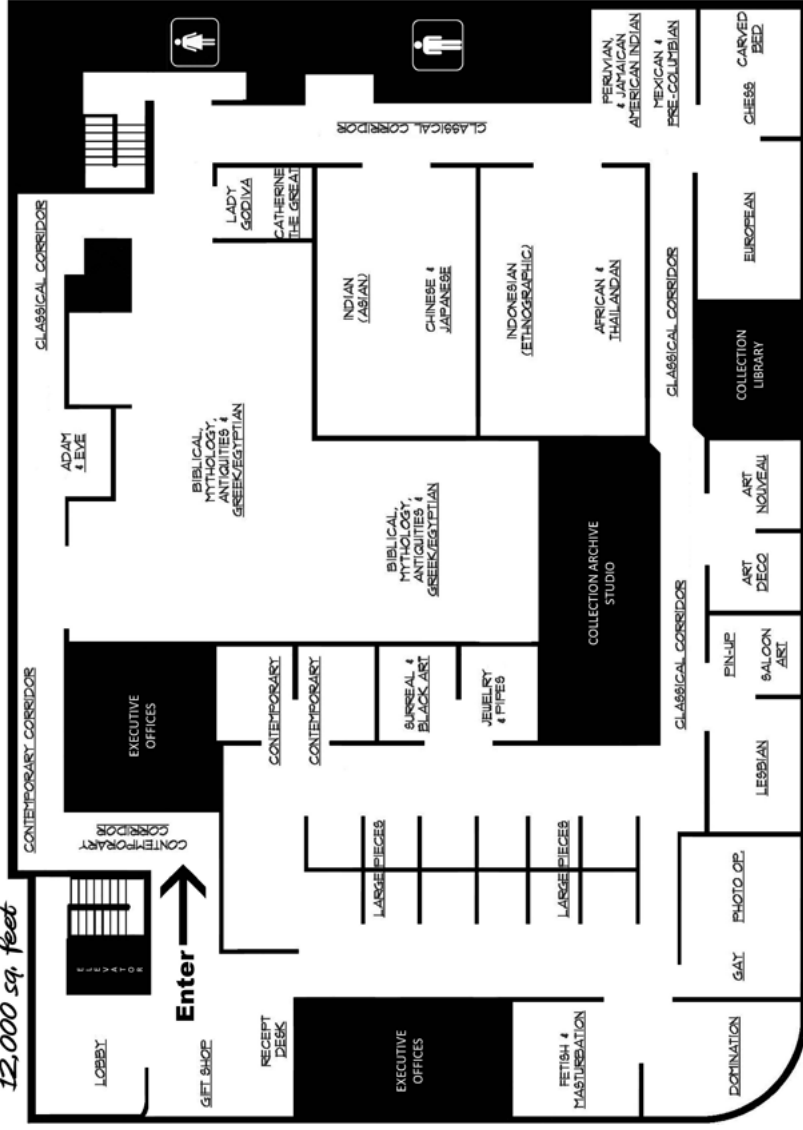 12,000 sq. feet
LOBBY
ELEVATOR
GIFT SHOP
Enter
RECEPT
DESK
CONTEMPORARY CORRIDOR
CONTEMPORARY
CORRIDOR
EXECUTIVE
OFFICES
CLASSICAL CORRIDOR
ADAM
& EVE
BIBLICAL,
MYTHOLOGY,
ANTIQUITIES &
GREEK/EGYPTIAN
BIBLICAL,
MYTHOLOGY,
ANTIQUITIES &
GREEK/EGYPTIAN
LADY
GODIVA
CATHERINE
THE GREAT
CLASSICAL CORRIDOR
INDIAN
(ASIAN)
CHINESE &
JAPANESE
INDONESIAN
(ETHNOGRAPHIC)
AFRICAN &
THAILANDAN
PERUVIAN,
& JAMAICAN
AMERICAN INDIAN
MEXICAN &
PRE-COLUMBIAN
CARVED
BED
CHESS
EUROPEAN
CLASSICAL CORRIDOR
COLLECTION
LIBRARY
COLLECTION ARCHIVE
STUDIO
ART
NOUVEAU
ART
DECO
CLASSICAL CORRIDOR
PIN-UP
SALOON
ART
LESBIAN
CONTEMPORARY
CONTEMPORARY
SURREAL &
BLACK ART
JEWELRY
& PIPES
LARGE PIECES
LARGE PIECES
PHOTO OP.
GAY
EXECUTIVE
OFFICES
FETISH &
MASTURBATION
DOMINATION